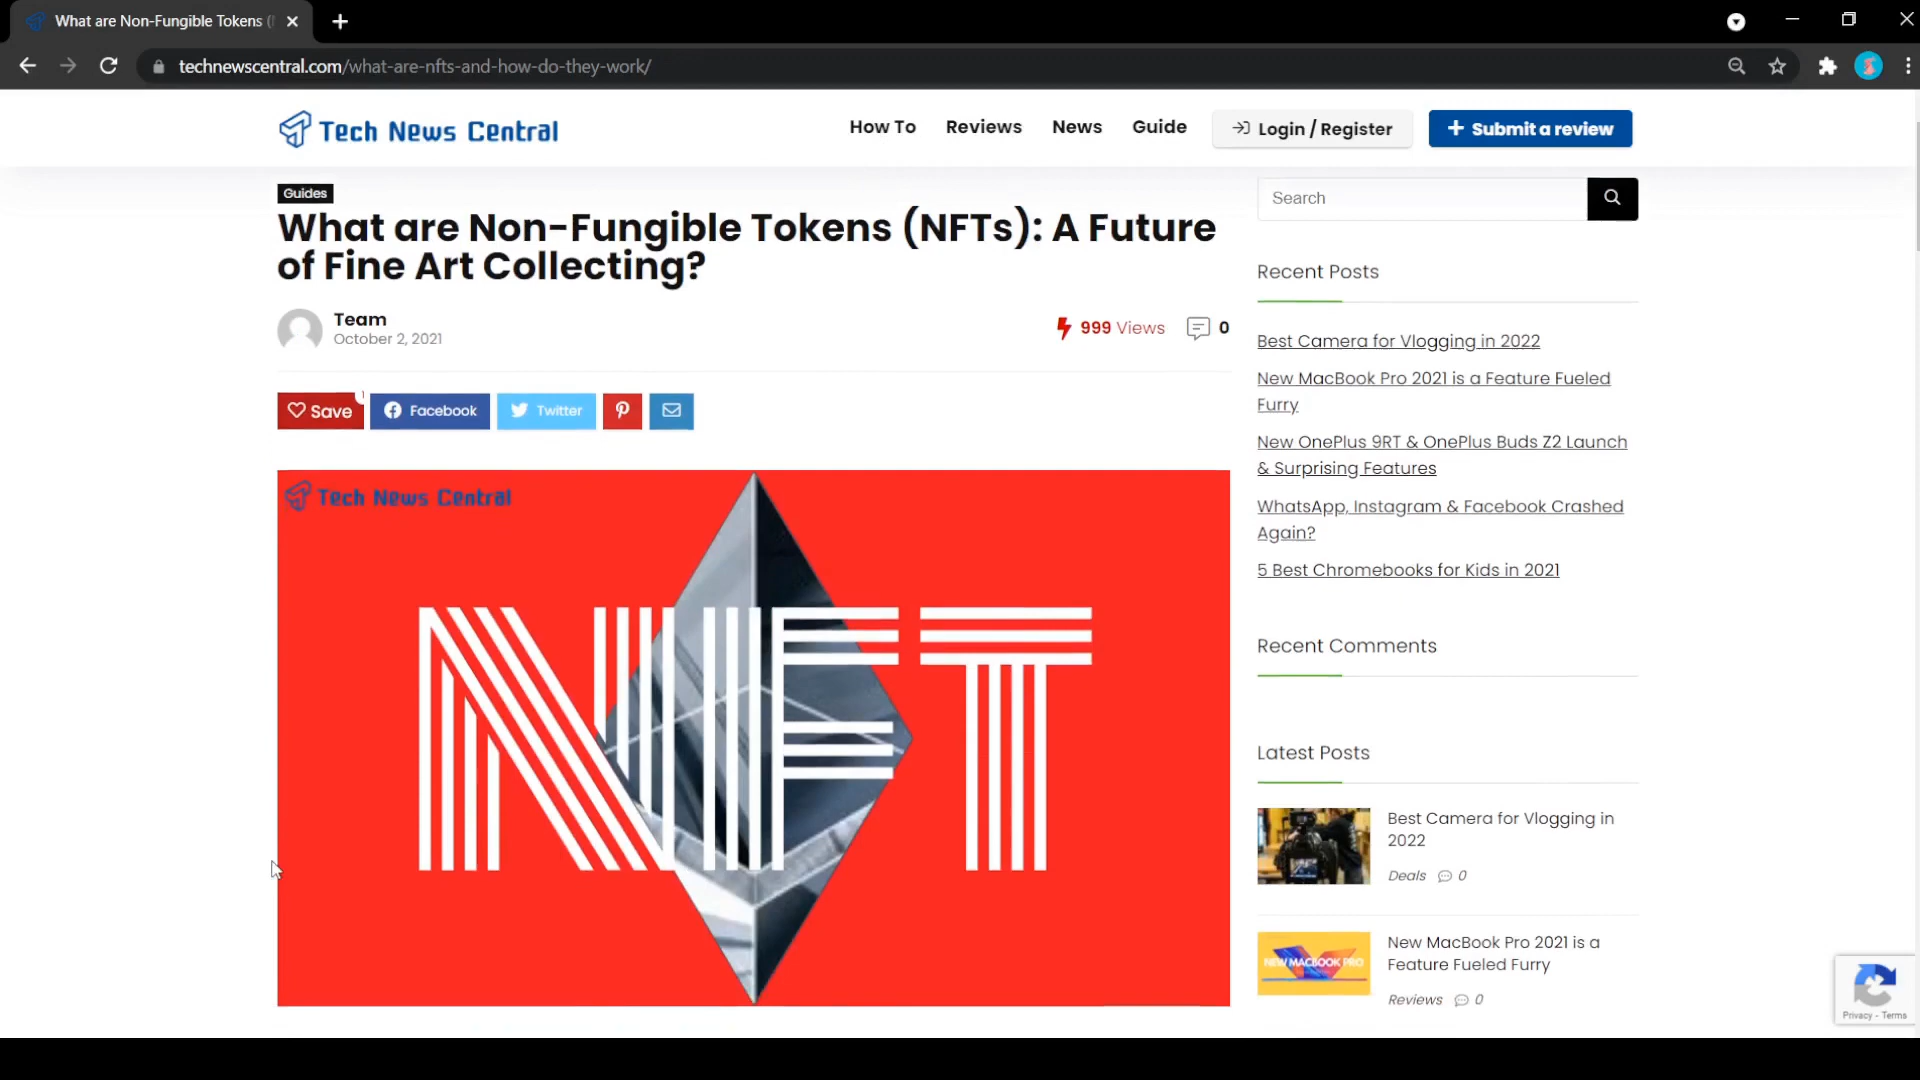 What are Non-Fungible Tokens (
technewscentral.com/what-are-nfts-and-how-do-they-work/
Tech News Central
How To
Reviews
News
Guide
Login / Register
+ Submit a review
Guides
What are Non-Fungible Tokens (NFTs): A Future
of Fine Art Collecting?
Team
October 2, 2021
999 Views
0
Save
1
Facebook
Twitter
Tech News Central
NFT
Search
Recent Posts
Best Camera for Vlogging in 2022
New MacBook Pro 2021 is a Feature Fueled
Furry
New OnePlus 9RT & OnePlus Buds Z2 Launch
& Surprising Features
WhatsApp, Instagram & Facebook Crashed
Again?
5 Best Chromebooks for Kids in 2021
Recent Comments
Latest Posts
Best Camera for Vlogging in
2022
Deals 0
NEW MACBOOK PRO
New MacBook Pro 2021 is a
Feature Fueled Furry
Reviews 0
Privacy - Terms